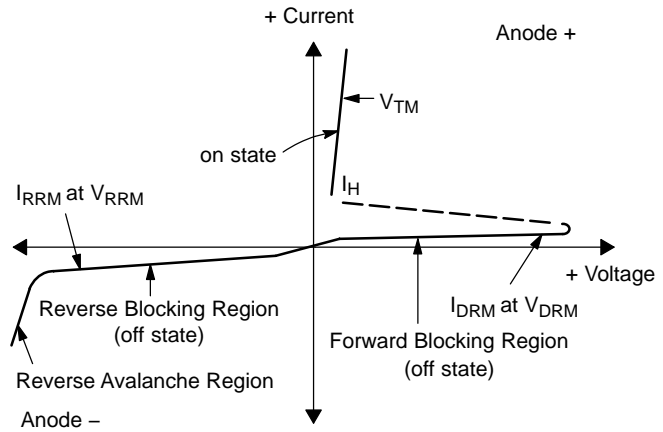 + Current
Anode +
VTM
on state
IH
IRRM at VRRM
+ Voltage
IDRM at VDRM
Reverse Blocking Region
(off state)
Forward Blocking Region
(off state)
Reverse Avalanche Region
Anode –